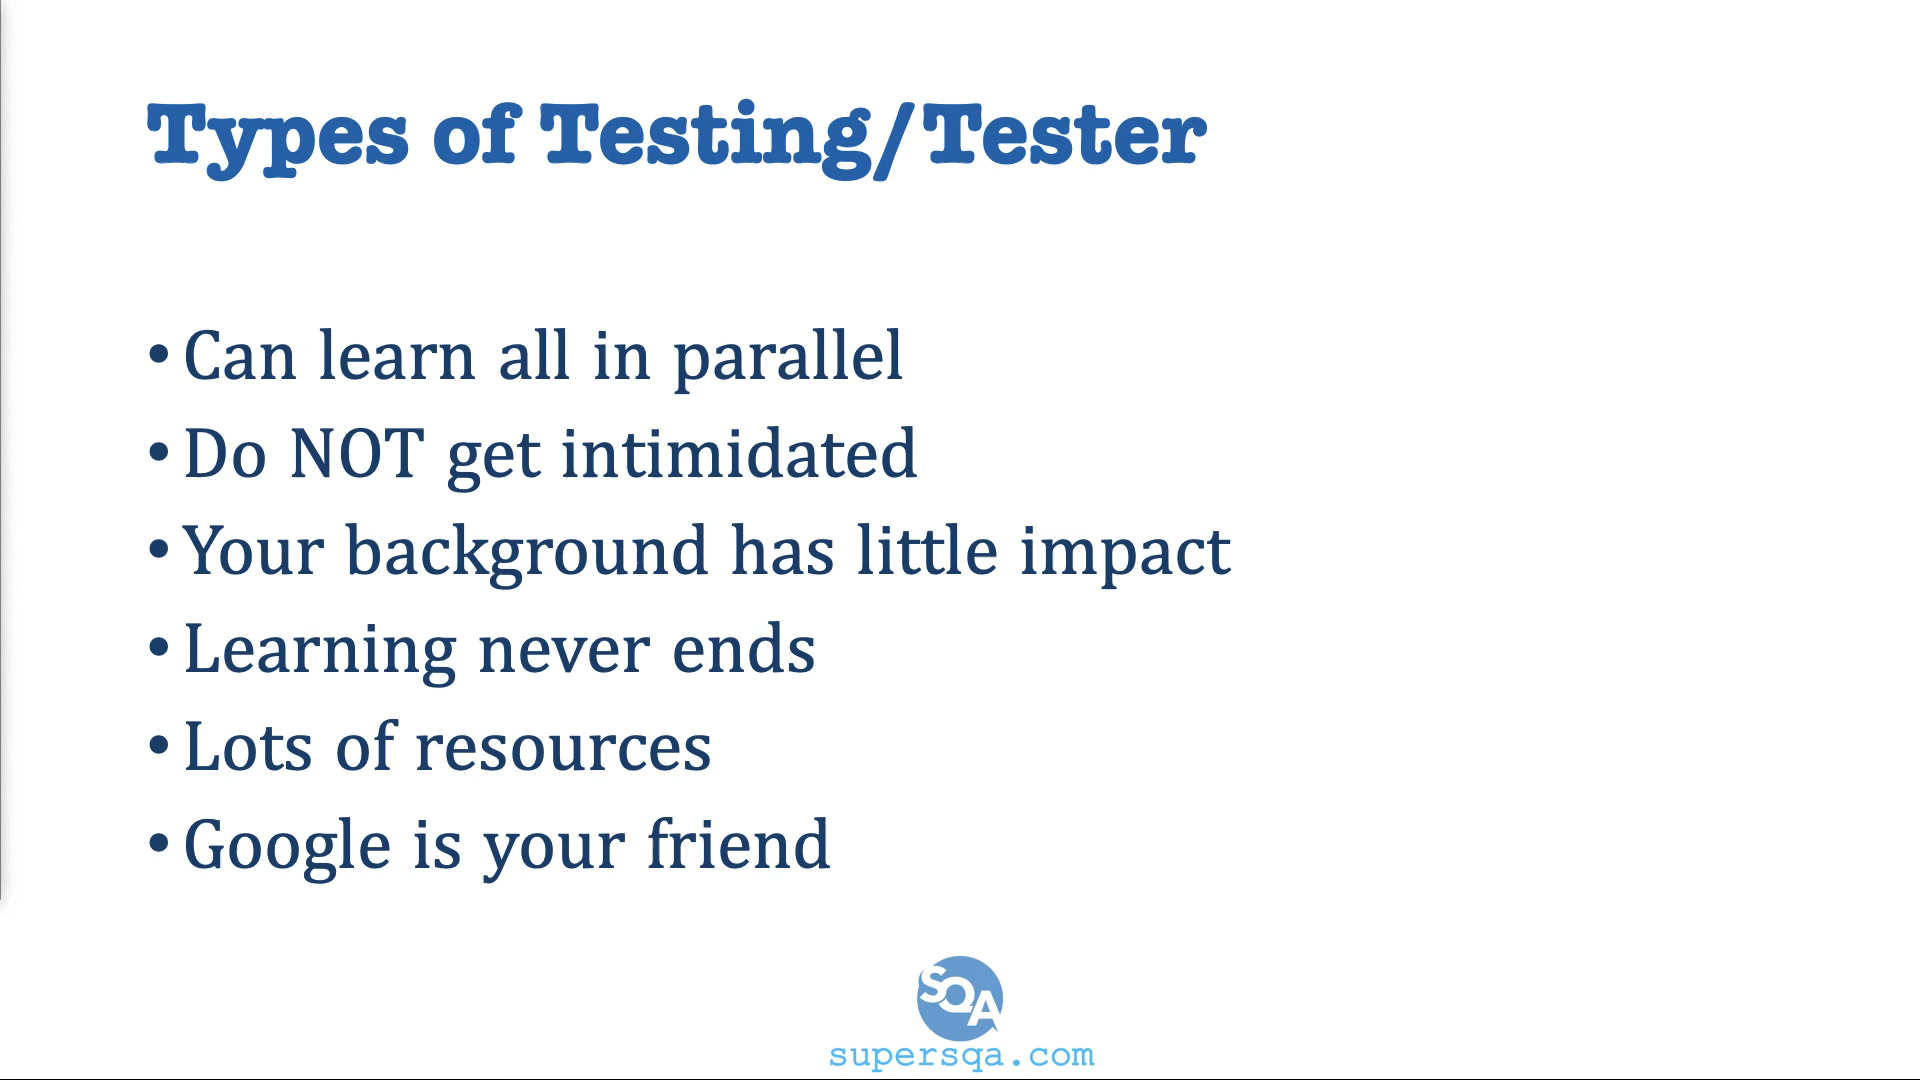 Types of Testing/Tester
• Can learn all in parallel
• Do NOT get intimidated
• Your background has little impact
• Learning never ends
• Lots of resources
• Google is your friend
SQA
supersqa.com